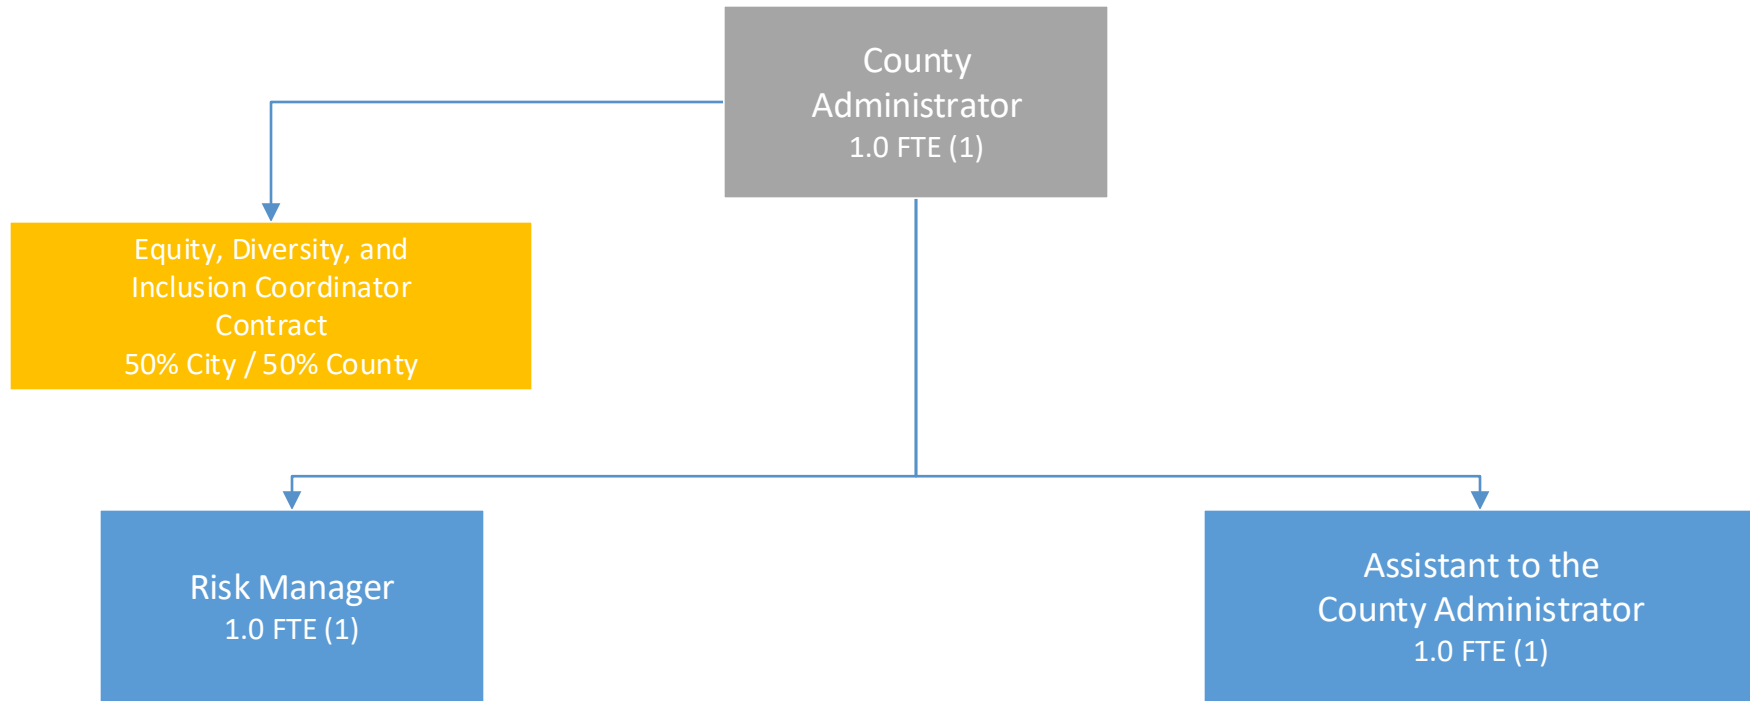 County
Administrator
1.0 FTE (1)
Equity, Diversity, and
Inclusion Coordinator
Contract
50% City / 50% County
Risk Manager
1.0 FTE (1)
Assistant to the
County Administrator
1.0 FTE (1)